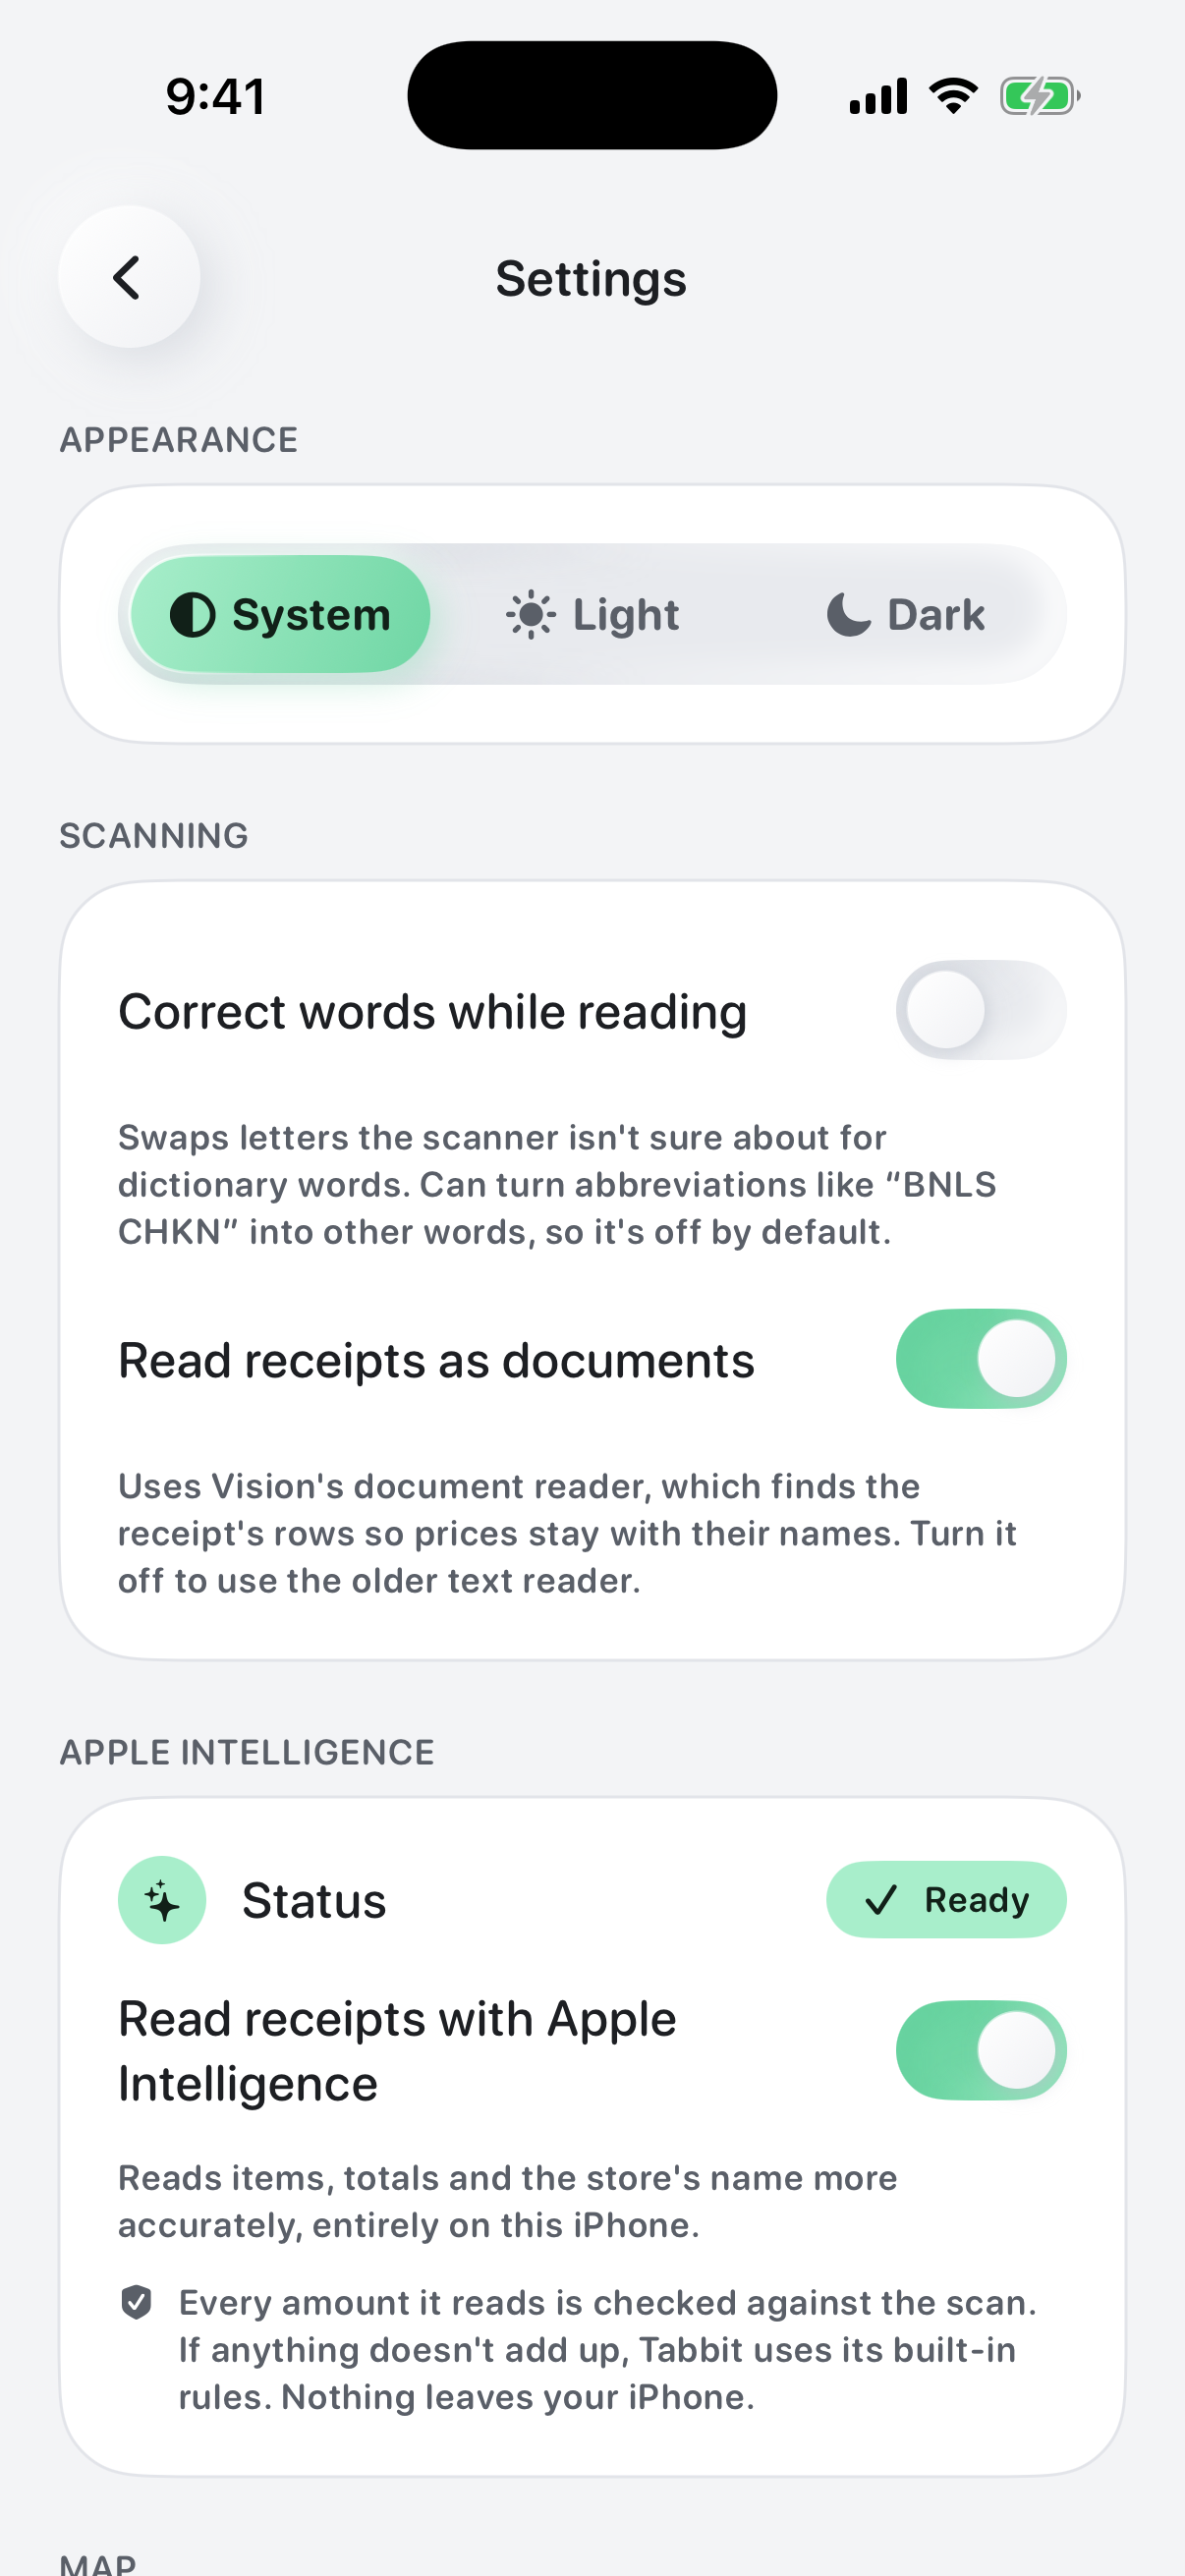 9:41
Settings
APPEARANCE
System Light Dark
SCANNING
Correct words while reading
Swaps letters the scanner isn't sure about for
dictionary words. Can turn abbreviations like “BNLS
CHKN” into other words, so it's off by default.
Read receipts as documents
Uses Vision's document reader, which finds the
receipt's rows so prices stay with their names. Turn it
off to use the older text reader.
APPLE INTELLIGENCE
Status Ready
Read receipts with Apple
Intelligence
Reads items, totals and the store's name more
accurately, entirely on this iPhone.
Every amount it reads is checked against the scan.
If anything doesn't add up, Tabbit uses its built-in
rules. Nothing leaves your iPhone.
MAP